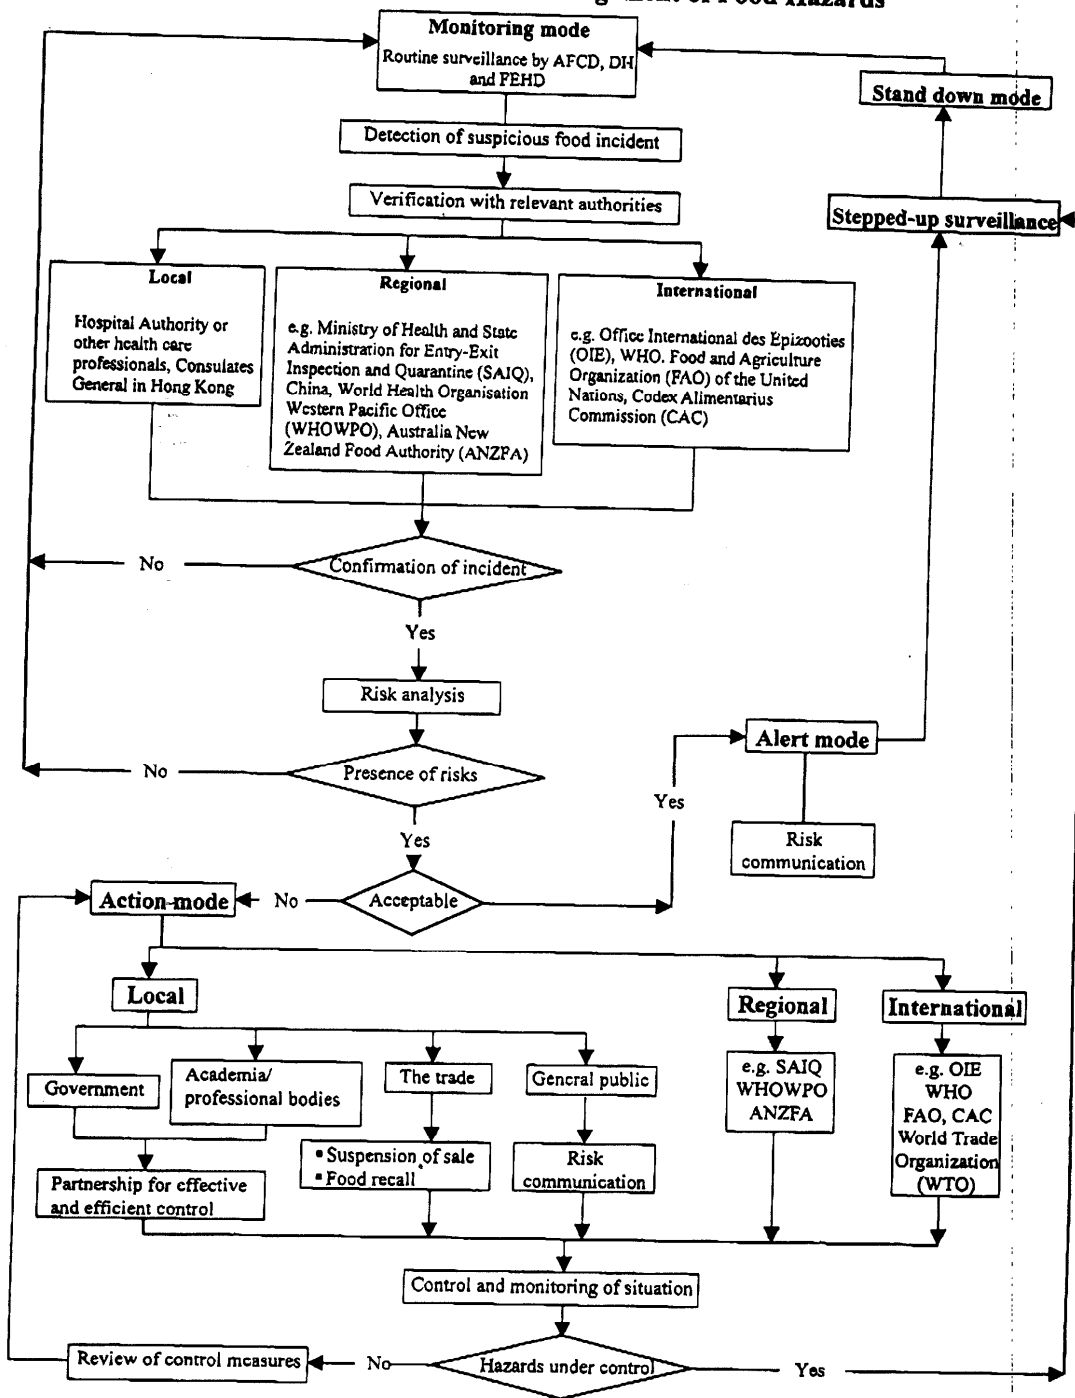 of Food Hazards
Monitoring mode
Routine surveillance by AFCD, DH
and FEHD
Stand down mode
Detection of suspicious food incident
Verification with relevant authorities
Stepped-up surveillance
Local
Hospital Authority or
other health care
professionals, Consulates
General in Hong Kong
Regional
e.g. Ministry of Health and State
Administration for Entry-Exit
Inspection and Quarantine (SAIQ),
China, World Health Organisation
Western Pacific Office
(WHOWPO), Australia New
Zealand Food Authority (ANZFA)
International
e.g. Office International des Epizooties
(OIE), WHO. Food and Agriculture
Organization (FAO) of the United
Nations, Codex Alimentarius
Commission (CAC)
No
Confirmation of incident
Yes
Risk analysis
Alert mode
No
Presence of risks
Yes
Yes
Risk
communication
Action mode
No
Acceptable
Local
Regional
International
Government
Academia/
professional bodies
The trade
General public
e.g. SAIQ
WHOWPO
ANZFA
e.g. OIE
WHO
FAO, CAC
World Trade
Organization
(WTO)
Partnership for effective
and efficient control
▪ Suspension of sale
▪ Food recall
Risk
communication
Control and monitoring of situation
Review of control measures
No
Hazards under control
Yes